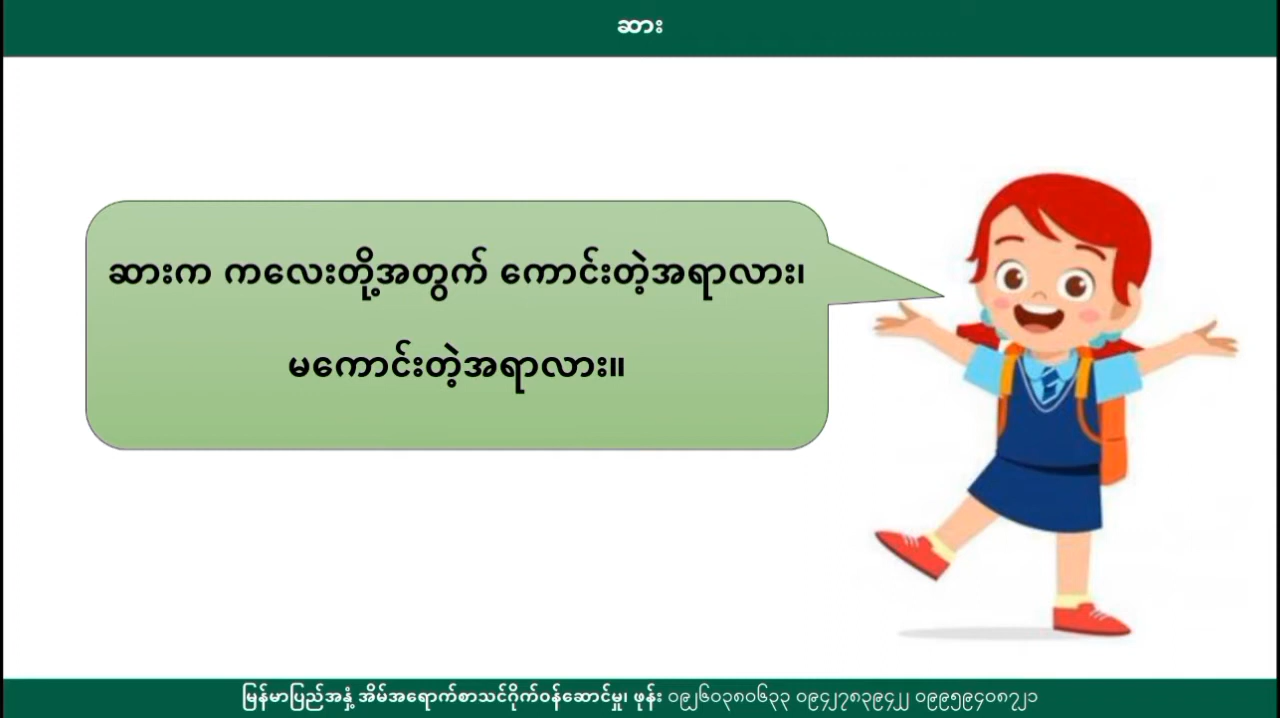 ဆား
ဆားက ကလေးတို့အတွက် ကောင်းတဲ့အရာလား၊
မကောင်းတဲ့အရာလား။
မြန်မာပြည်အနှံ့ အိမ်အရောက်စာသင်ဂိုက်ဝန်ဆောင်မှု၊ ဖုန်း ၀၉၂၆၀၃၈၀၆၃၃ ၀၉၄၂၇၈၃၉၄၂၂ ၀၉၉၅၉၄၀၈၇၂၁